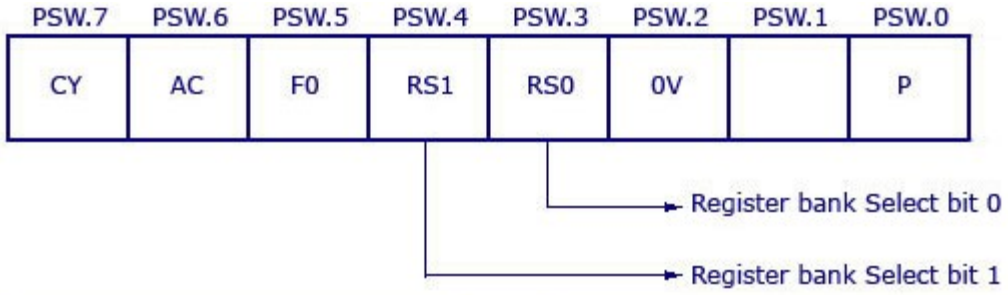 PSW.7 PSW.6 PSW.5 PSW.4 PSW.3 PSW.2 PSW.1 PSW.0
CY AC F0 RS1 RS0 0V P
Register bank Select bit 0
Register bank Select bit 1